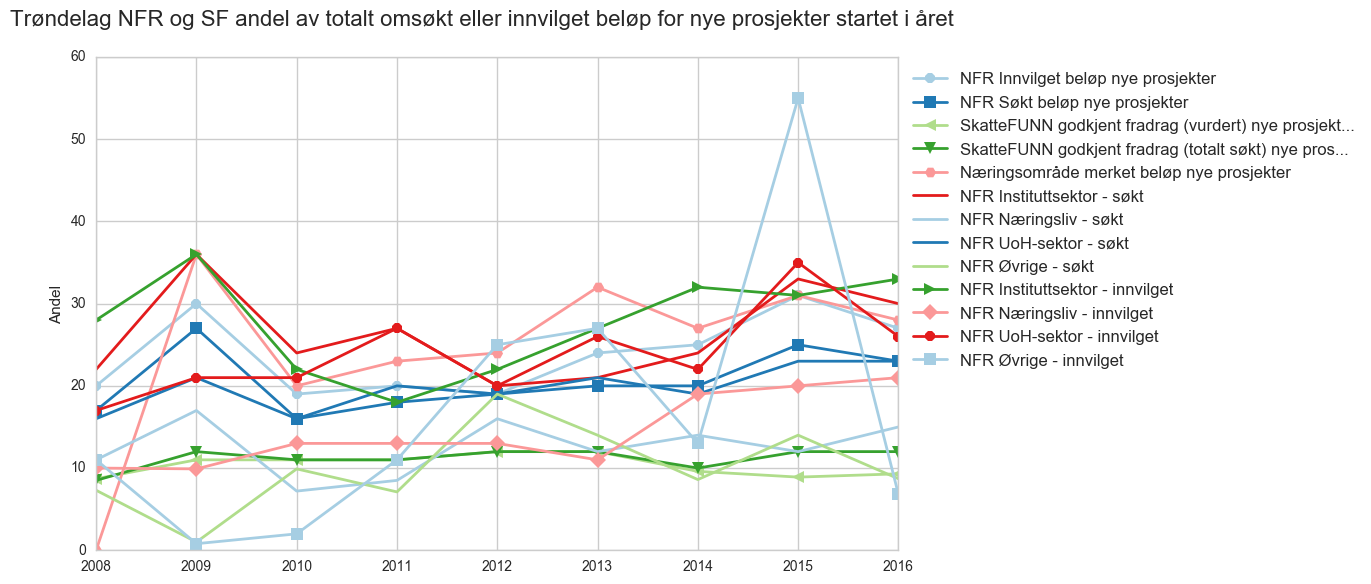 Trøndelag NFR og SF andel av totalt omsøkt eller innvilget beløp for nye prosjekter startet i året
60
50
40
30
20
10
0
Andel
2008 2009 2010 2011 2012 2013 2014 2015 2016
NFR Innvilget beløp nye prosjekter
NFR Søkt beløp nye prosjekter
SkatteFUNN godkjent fradrag (vurdert) nye prosjekt...
SkatteFUNN godkjent fradrag (totalt søkt) nye pros...
Næringsområde merket beløp nye prosjekter
NFR Instituttsektor - søkt
NFR Næringsliv - søkt
NFR UoH-sektor - søkt
NFR Øvrige - søkt
NFR Instituttsektor - innvilget
NFR Næringsliv - innvilget
NFR UoH-sektor - innvilget
NFR Øvrige - innvilget